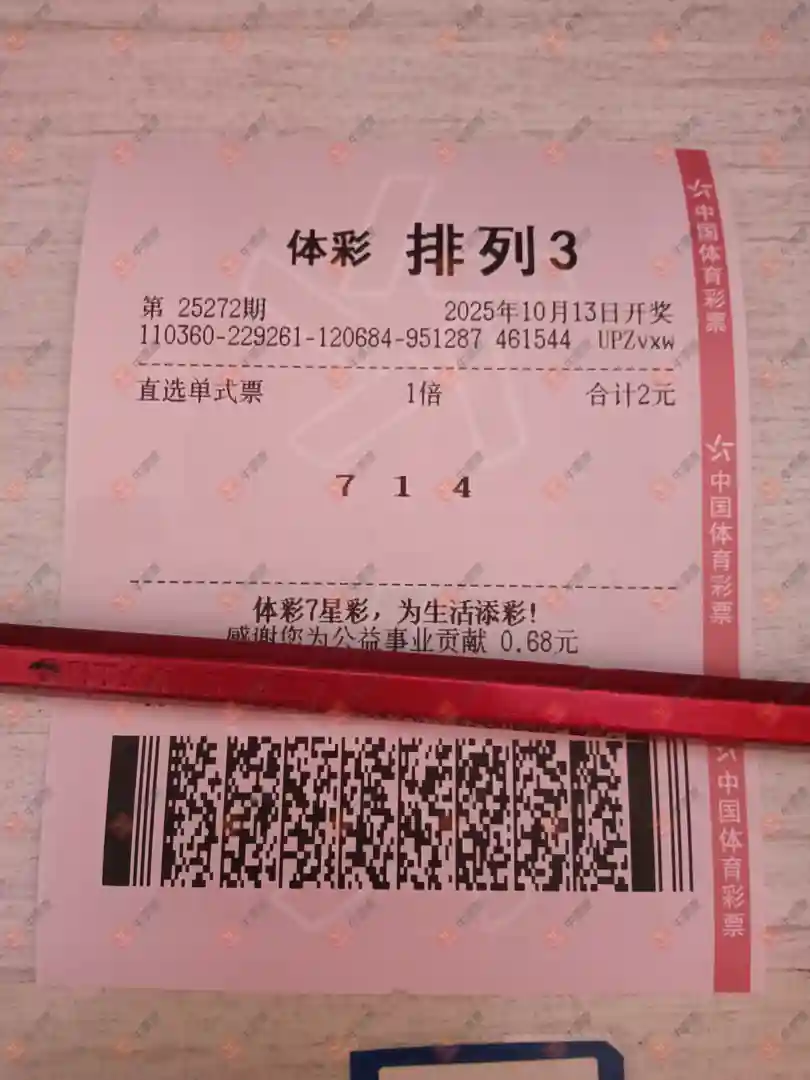 体彩 排列3
第 25272期 2025年10月13日开奖
110360-229261-120684-951287 461544 UPZvxw
直选单式票 1倍 合计2元
7 1 4
体彩7星彩，为生活添彩！
感谢您为公益事业贡献 0.68元
中国体育彩票
中国体育彩票
中国体育彩票